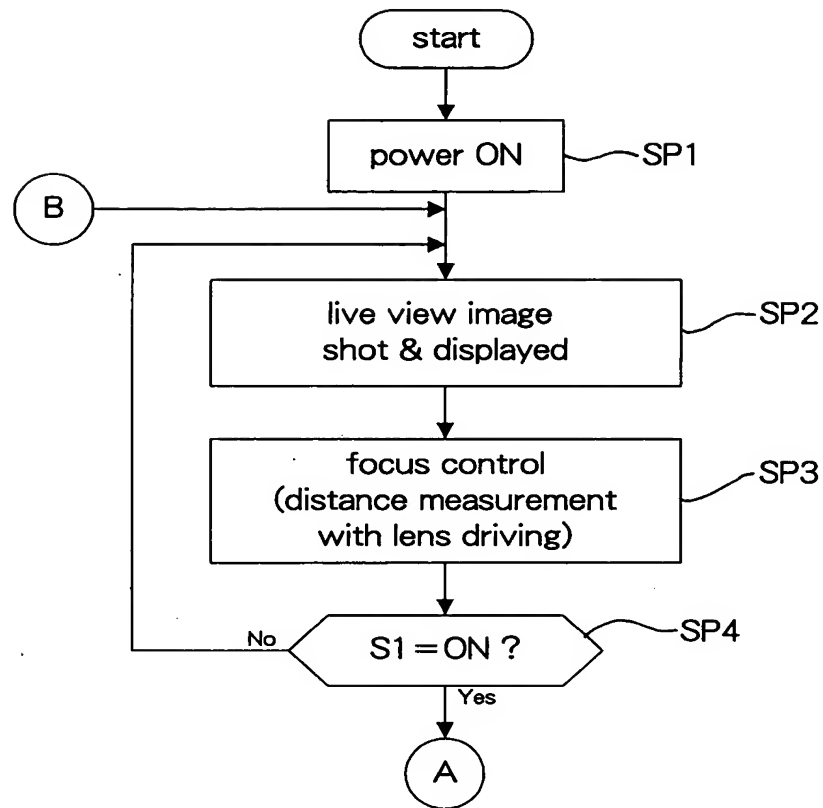 start
power ON
SP1
B
live view image
shot & displayed
SP2
focus control
(distance measurement
with lens driving)
SP3
S1=ON ?
SP4
No
Yes
A